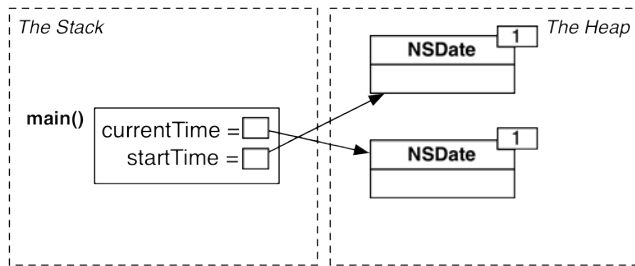 The Stack
The Heap
1
NSDate
main()
currentTime =
startTime =
1
NSDate